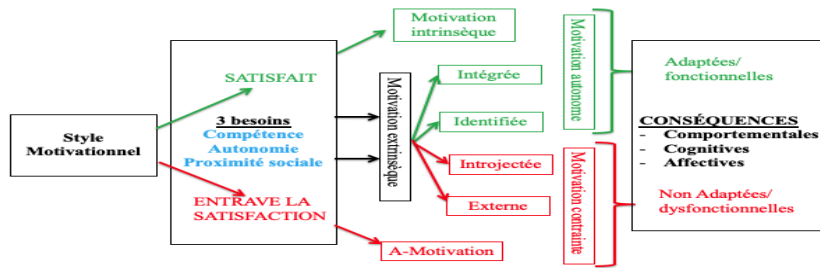 Style
Motivationnel
SATISFAIT
3 besoins
Compétence
Autonomie
Proximité sociale
ENTRAVE LA
SATISFACTION
Motivation
intrinsèque
Motivation extrinsèque
Intégrée
Identifiée
Introjectée
Externe
A-Motivation
Motivation autonome
Motivation contrainte
Adaptées/
fonctionnelles
CONSÉQUENCES
- Comportementales
- Cognitives
- Affectives
Non Adaptées/
dysfonctionnelles